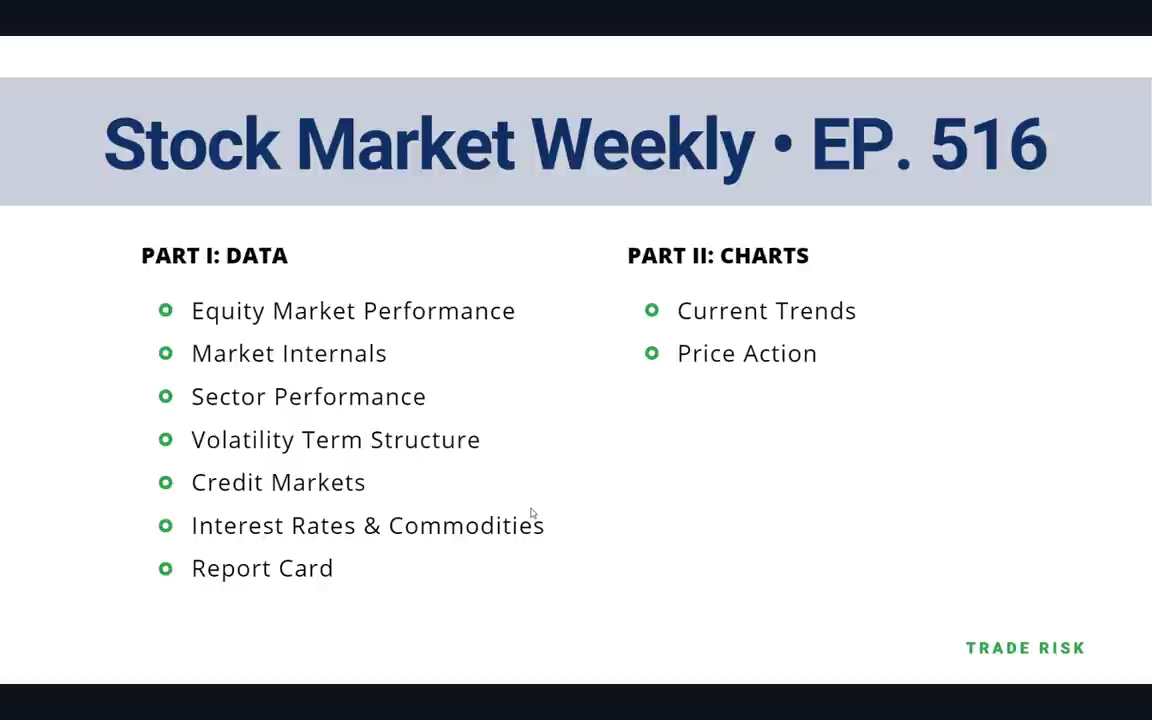 Stock Market Weekly • EP. 516
PART I: DATA
Equity Market Performance
Market Internals
Sector Performance
Volatility Term Structure
Credit Markets
Interest Rates & Commodities
Report Card
PART II: CHARTS
Current Trends
Price Action
TRADE RISK